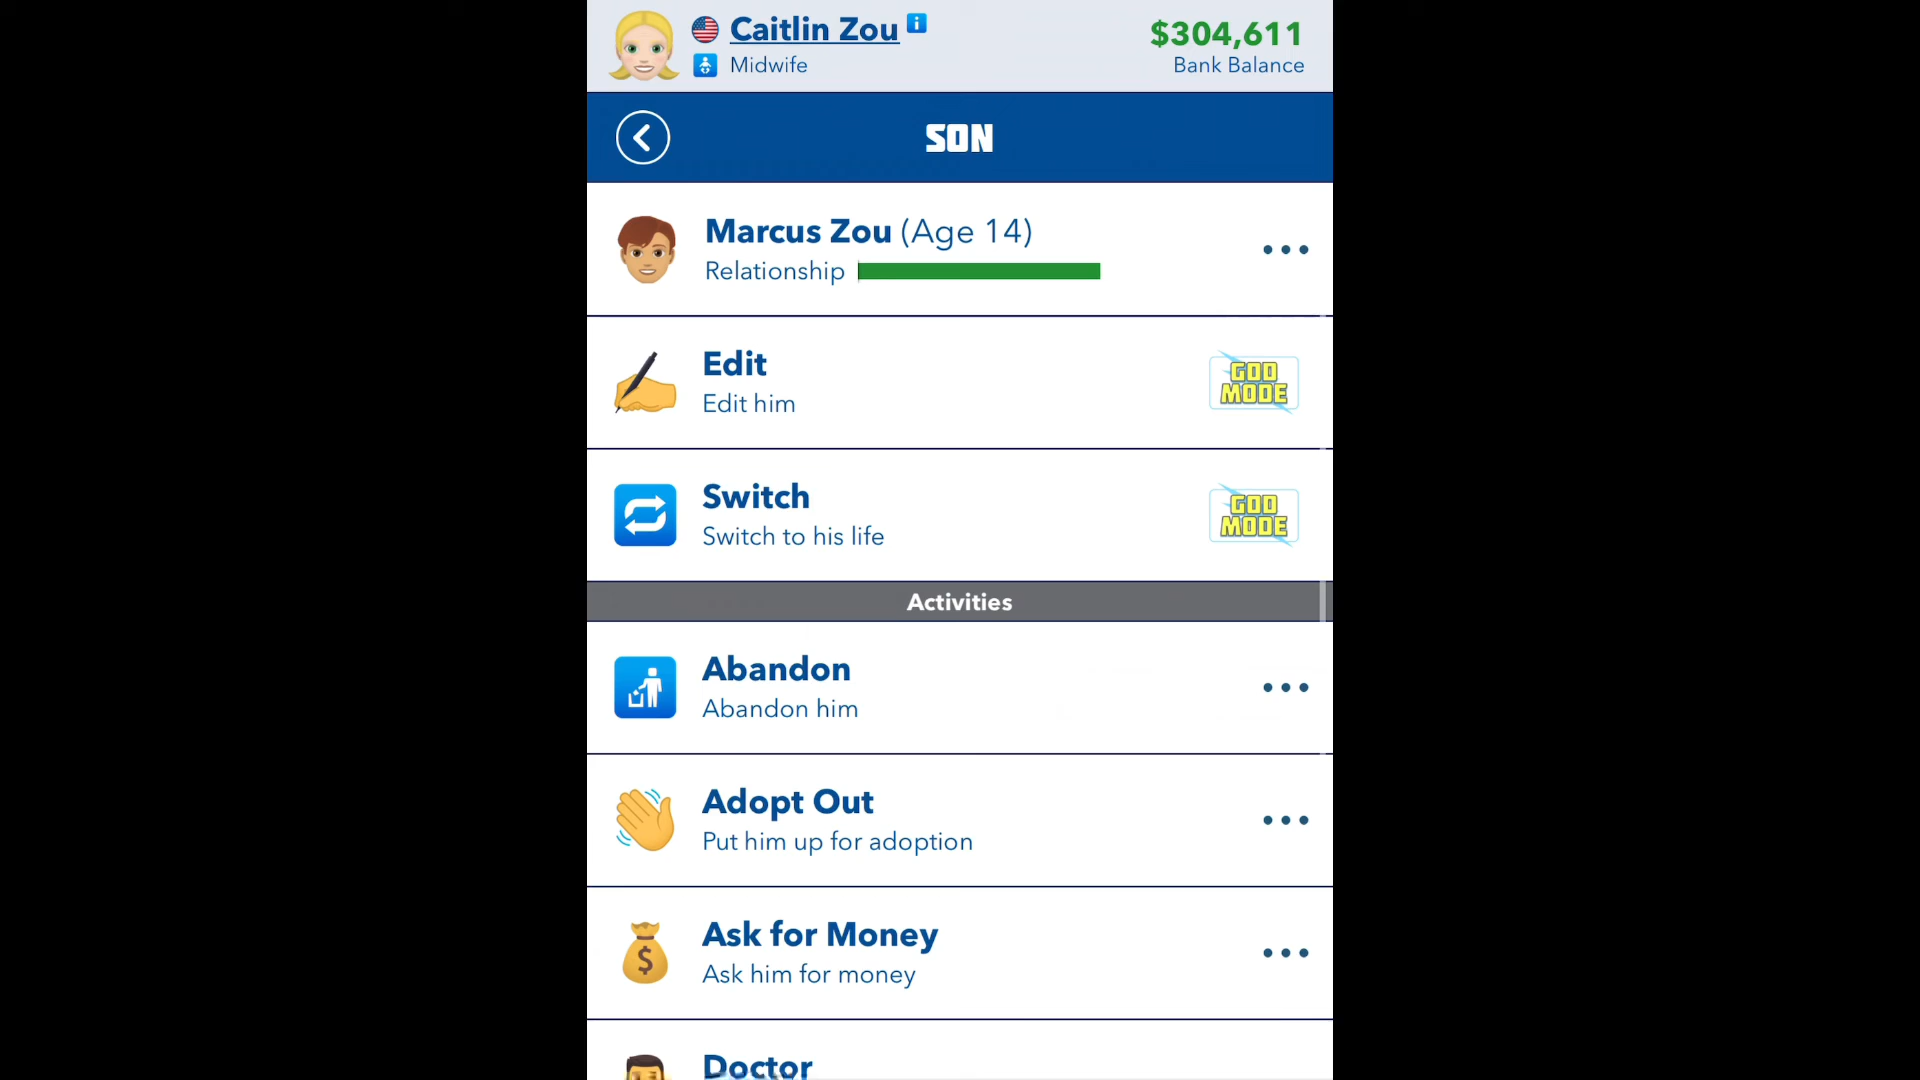 Caitlin Zou
$304,611
Midwife
Bank Balance
SON
Marcus Zou (Age 14)
Relationship
Edit
Edit him
GOD MODE
Switch
Switch to his life
GOD MODE
Activities
Abandon
Abandon him
Adopt Out
Put him up for adoption
Ask for Money
Ask him for money
Doctor